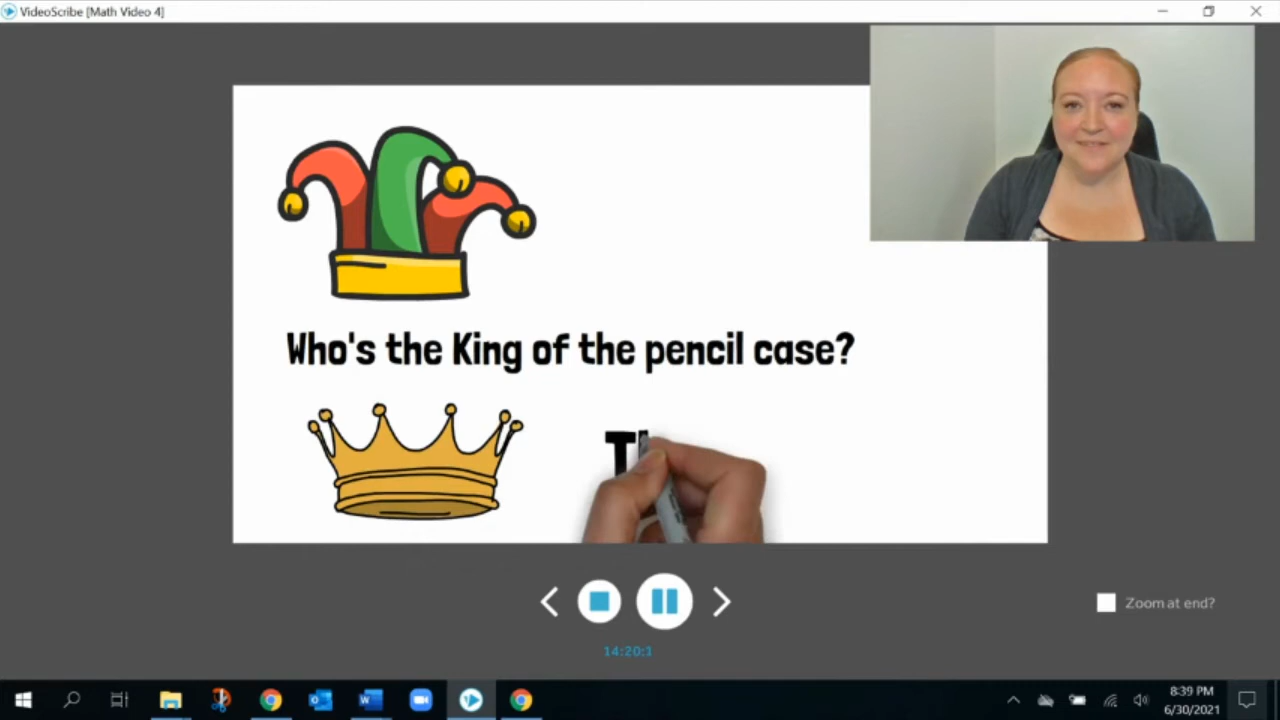 VideoScribe [Math Video 4]
Who's the King of the pencil case?
T
Zoom at end?
14:20:1
8:39 PM
6/30/2021